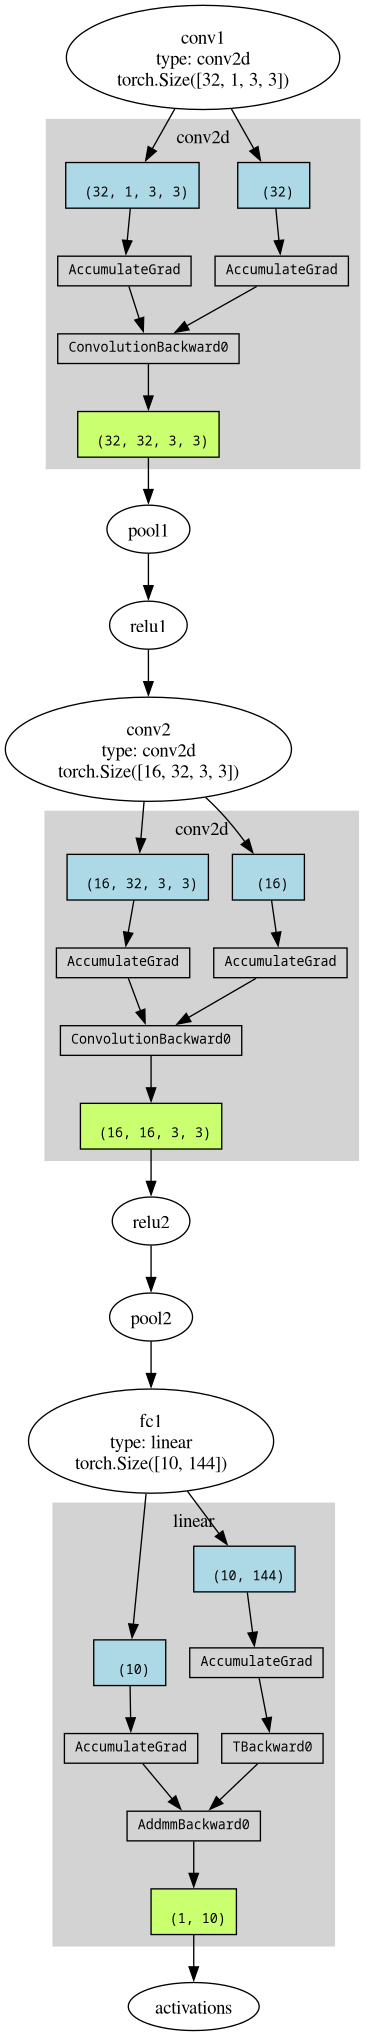 conv1
type: conv2d
torch.Size([32, 1, 3, 3])
conv2d
(32, 1, 3, 3)
(32)
AccumulateGrad
AccumulateGrad
ConvolutionBackward0
(32, 32, 3, 3)
pool1
relu1
conv2
type: conv2d
torch.Size([16, 32, 3, 3])
conv2d
(16, 32, 3, 3)
(16)
AccumulateGrad
AccumulateGrad
ConvolutionBackward0
(16, 16, 3, 3)
relu2
pool2
fc1
type: linear
torch.Size([10, 144])
linear
(10, 144)
(10)
AccumulateGrad
AccumulateGrad
TBackward0
AddmmBackward0
(1, 10)
activations